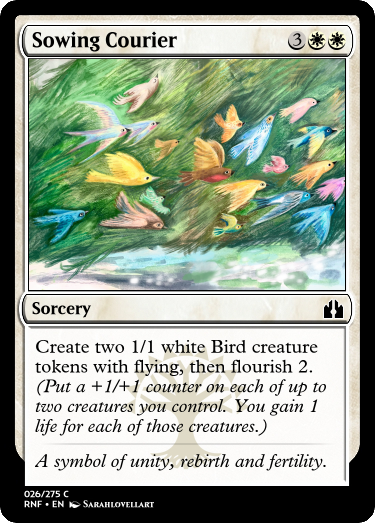 Sowing Courier 3
Sorcery
Create two 1/1 white Bird creature
tokens with flying, then flourish 2.
(Put a +1/+1 counter on each of up to
two creatures you control. You gain 1
life for each of those creatures.)
A symbol of unity, rebirth and fertility.
026/275 C
RNF • EN SARAHLOVELLART